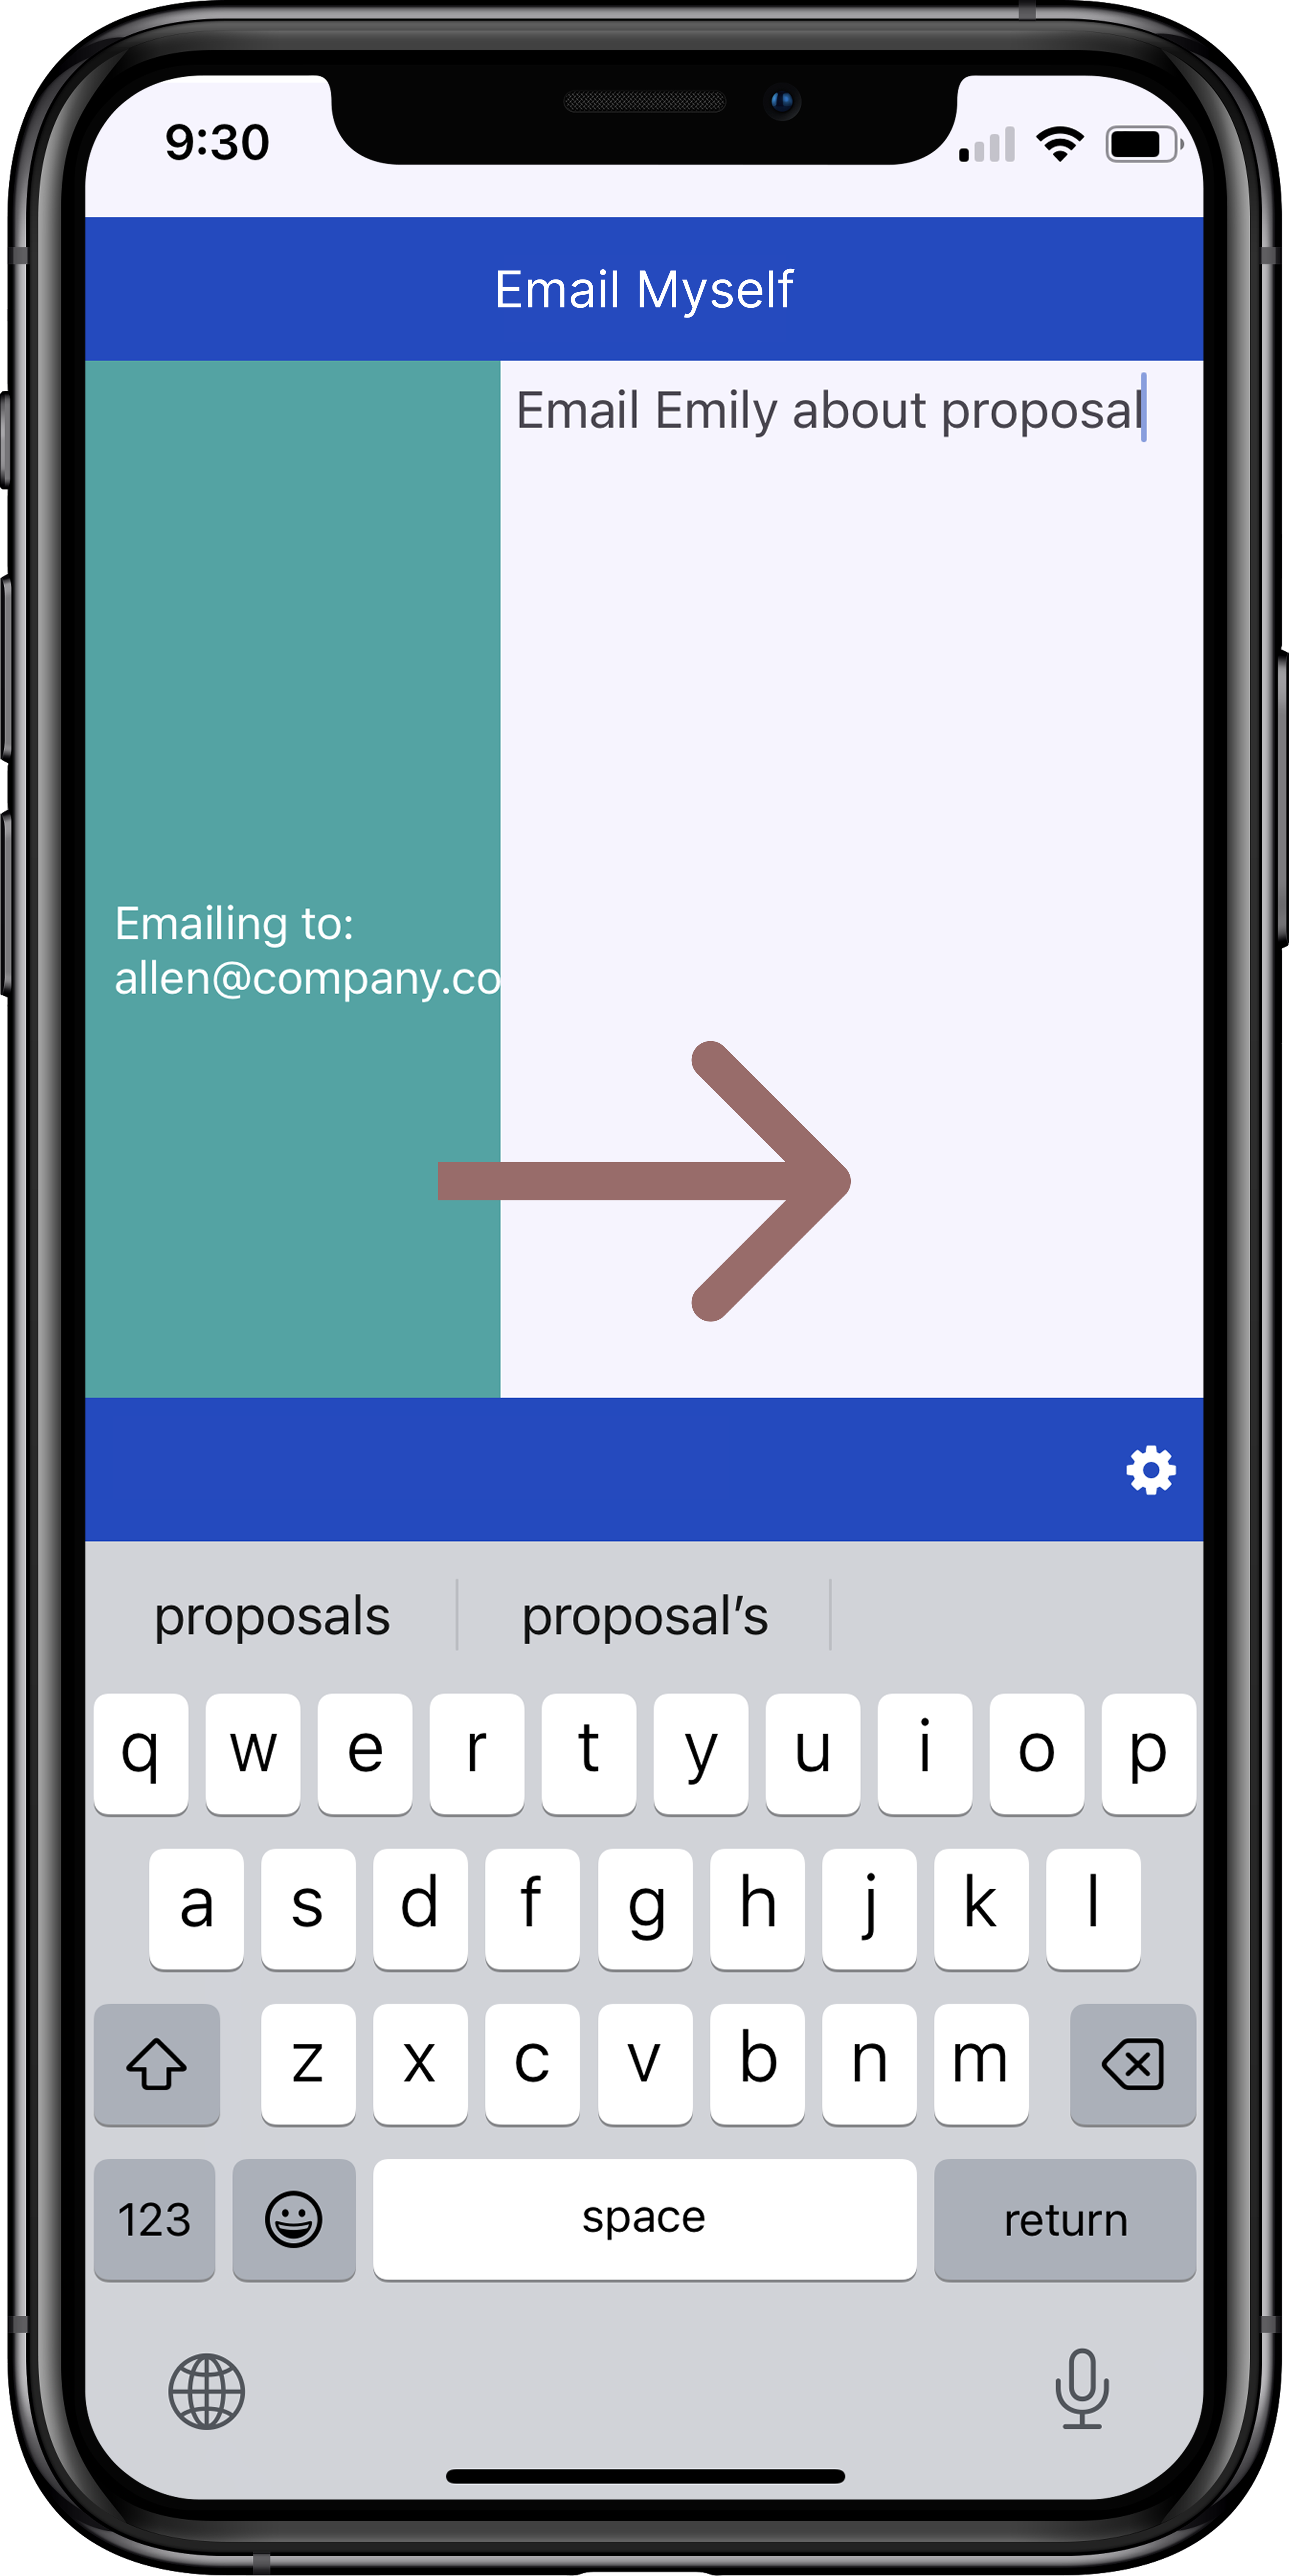 9:30
Email Myself
Email Emily about proposal
Emailing to:
allen@company.co
proposals proposal’s
q w e r t y u i o p
a s d f g h j k l
z x c v b n m
123 space return